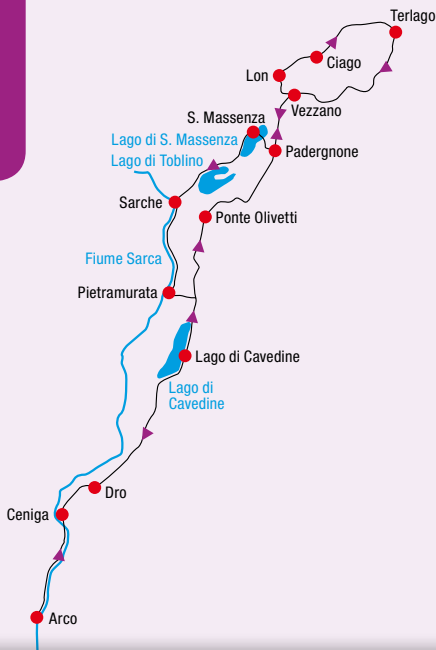 Terlago
Ciago
Lon
Vezzano
S. Massenza
Lago di S. Massenza
Padergnone
Lago di Toblino
Sarche
Ponte Olivetti
Fiume Sarca
Pietramurata
Lago di Cavedine
Lago di
Cavedine
Dro
Ceniga
Arco